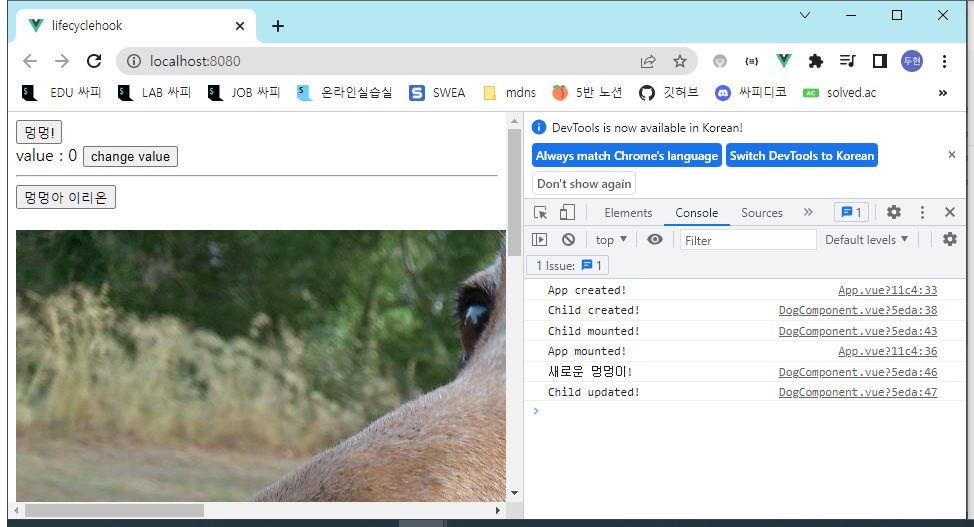 lifecyclehook
localhost:8080
두현
EDU 싸피 LAB 싸피 JOB 싸피 온라인실습실 SWEA mdns 5반 노션 깃허브 싸피디코 solved.ac »
멍멍!
value : 0 change value
멍멍아 이리온
DevTools is now available in Korean!
Always match Chrome's language Switch DevTools to Korean
Don't show again
Elements Console Sources » 1
top Filter Default levels
1 Issue: 1
App created! App.vue?11c4:33
Child created! DogComponent.vue?5eda:38
Child mounted! DogComponent.vue?5eda:43
App mounted! App.vue?11c4:36
새로운 멍멍이! DogComponent.vue?5eda:46
Child updated! DogComponent.vue?5eda:47